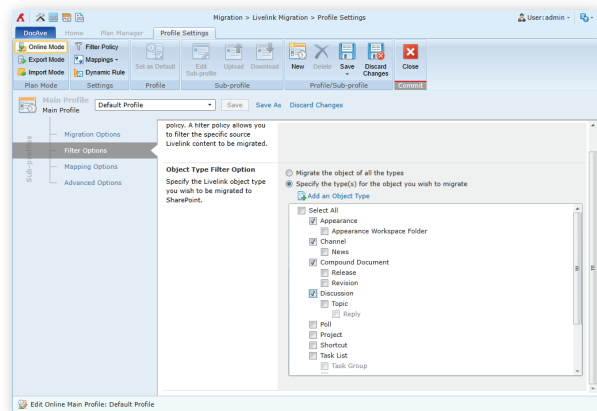 Migration > Livelink Migration > Profile Settings
User: admin
DocAve
Home
Plan Manager
Profile Settings
Online Mode
Export Mode
Import Mode
Plan Mode
Filter Policy
Mappings
Dynamic Rule
Settings
Set as Default
Profile
Edit Sub-profile
Upload
Download
Sub-profile
New
Delete
Save
Discard Changes
Profile/Sub-profile
Close
Commit
Main Profile
Main Profile
Default Profile
Save
Save As
Discard Changes
Sub-profiles
Migration Options
Filter Options
Mapping Options
Advanced Options
policy. A filter policy allows you
to filter the specific source
Livelink content to be migrated.
Object Type Filter Option
Specify the Livelink object type
you wish to be migrated to
SharePoint.
Migrate the object of all the types
Specify the type(s) for the object you wish to migrate
Add an Object Type
Select All
Appearance
Appearance Workspace Folder
Channel
News
Compound Document
Release
Revision
Discussion
Topic
Reply
Poll
Project
Shortcut
Task List
Task Group
Edit Online Main Profile: Default Profile